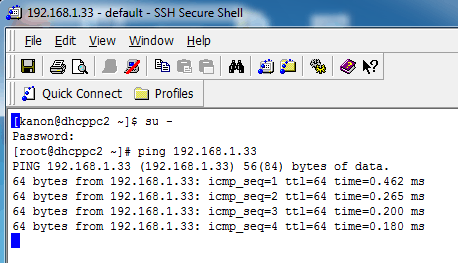 192.168.1.33 - default - SSH Secure Shell
File Edit View Window Help
Quick Connect Profiles
[kanon@dhcppc2 ~]$ su -
Password:
[root@dhcppc2 ~]# ping 192.168.1.33
PING 192.168.1.33 (192.168.1.33) 56(84) bytes of data.
64 bytes from 192.168.1.33: icmp_seq=1 ttl=64 time=0.462 ms
64 bytes from 192.168.1.33: icmp_seq=2 ttl=64 time=0.265 ms
64 bytes from 192.168.1.33: icmp_seq=3 ttl=64 time=0.200 ms
64 bytes from 192.168.1.33: icmp_seq=4 ttl=64 time=0.180 ms